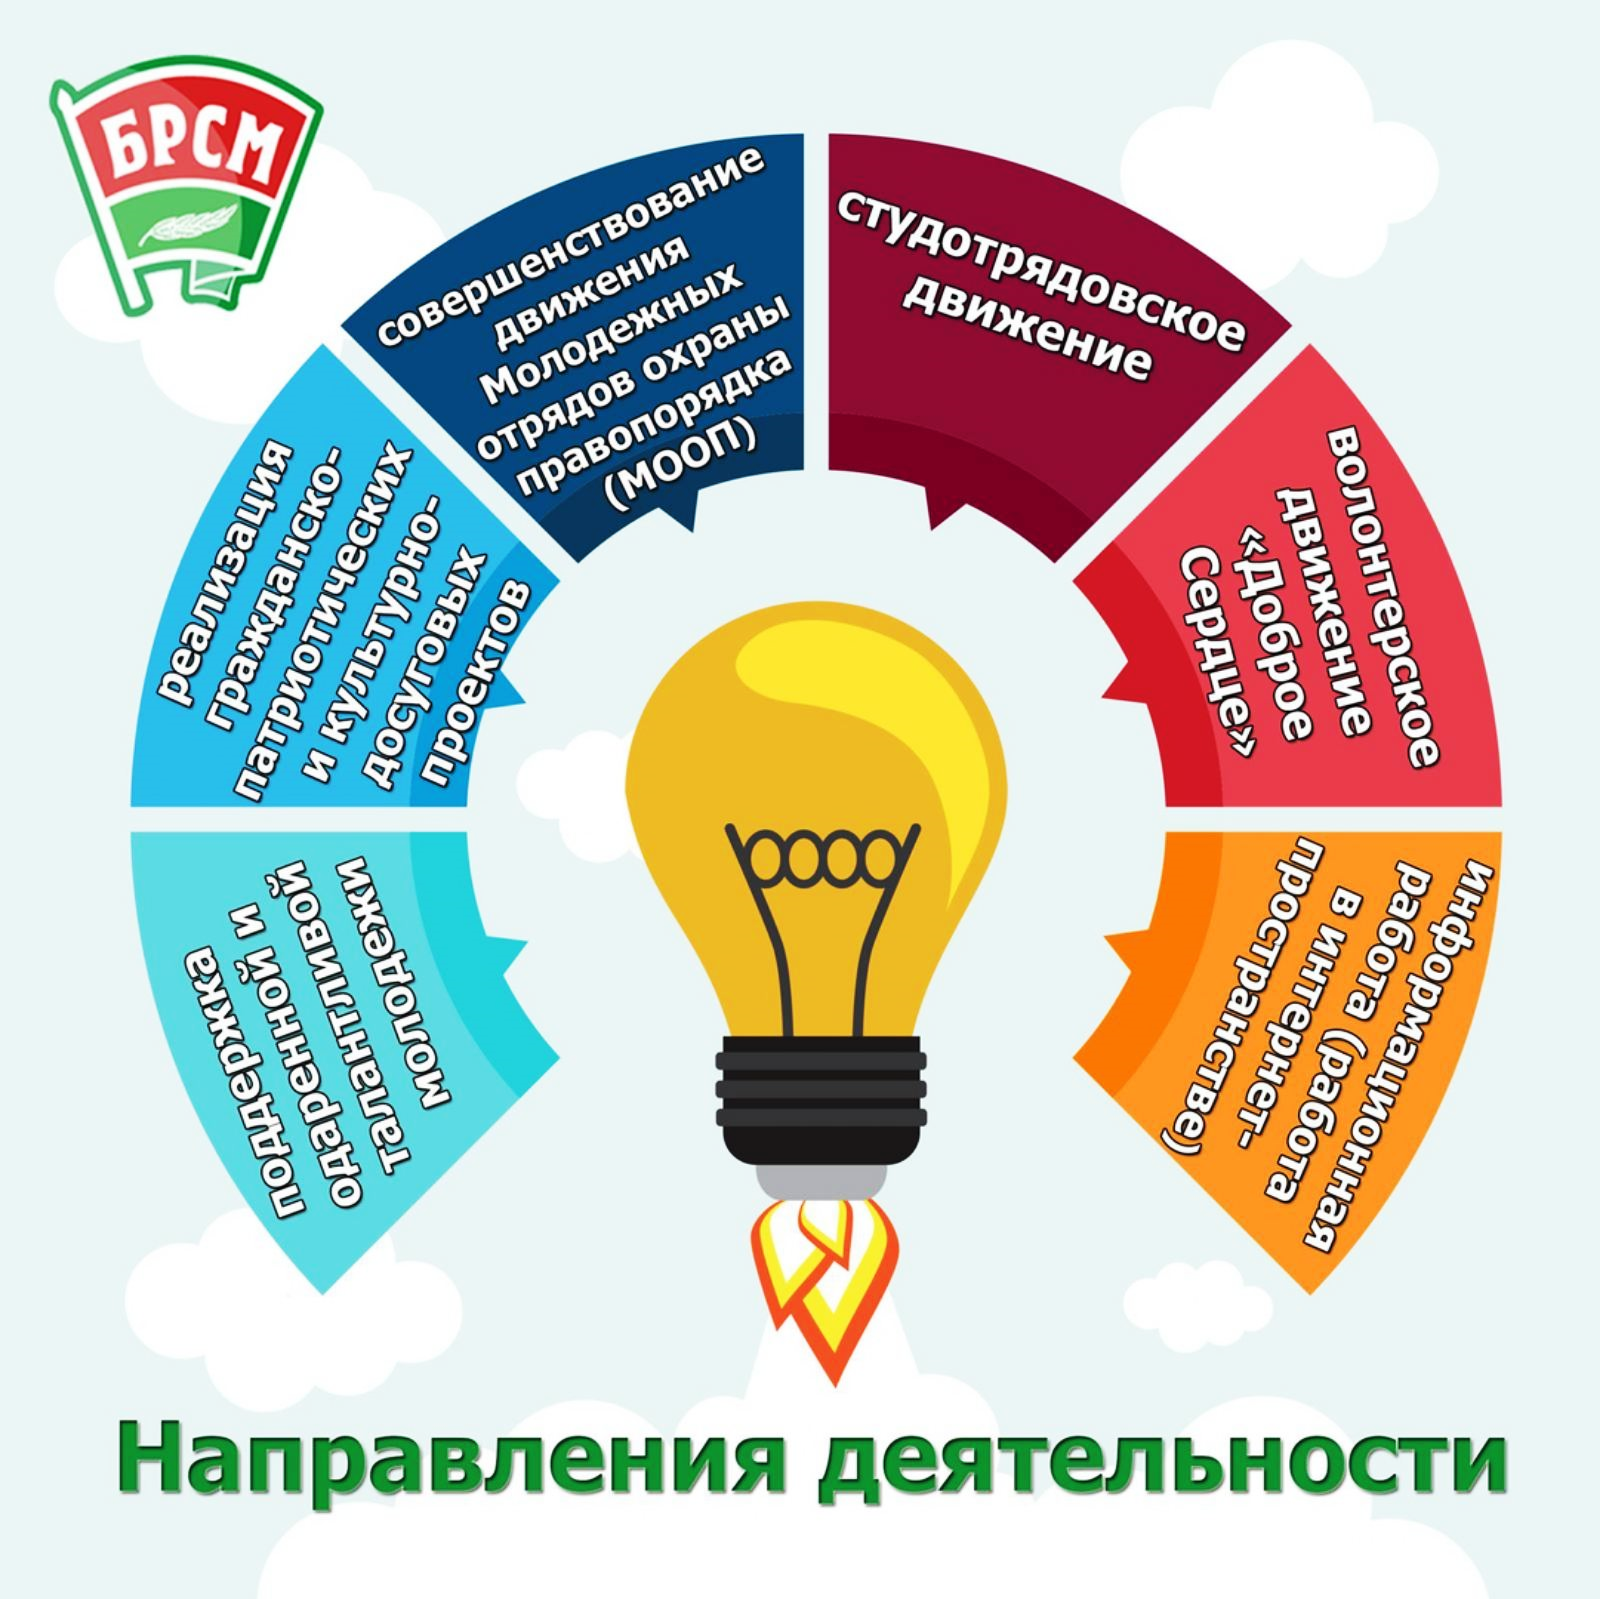 БРСМ
совершенствование
движения
Молодежных
отрядов охраны
правопорядка
(МООП)
студотрядовское
движение
реализация
гражданско-
патриотических
и культурно-
досуговых
проектов
волонтерское
движение
«Доброе
Сердце»
поддержка
одаренной и
талантливой
молодежи
информационная
работа (работа
в интернет-
пространстве)
Направления деятельности